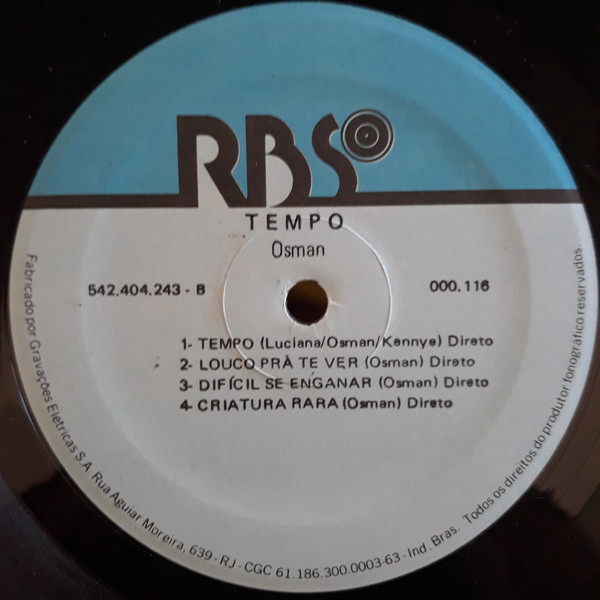 RBS
TEMPO
Osman
542.404.243 - B
000.116
1- TEMPO (Luciana/Osman/Kennye) Direto
2- LOUCO PRÁ TE VER (Osman) Direto
3- DIFÍCIL SE ENGANAR (Osman) Direto
4- CRIATURA RARA (Osman) Direto
Fabricado por Gravações Eletricas S.A. Rua Aguiar Moreira, 639 - RJ - CGC 61.186.300.0003-63 - Ind. Bras. Todos os direitos do produtor fonografico reservados.